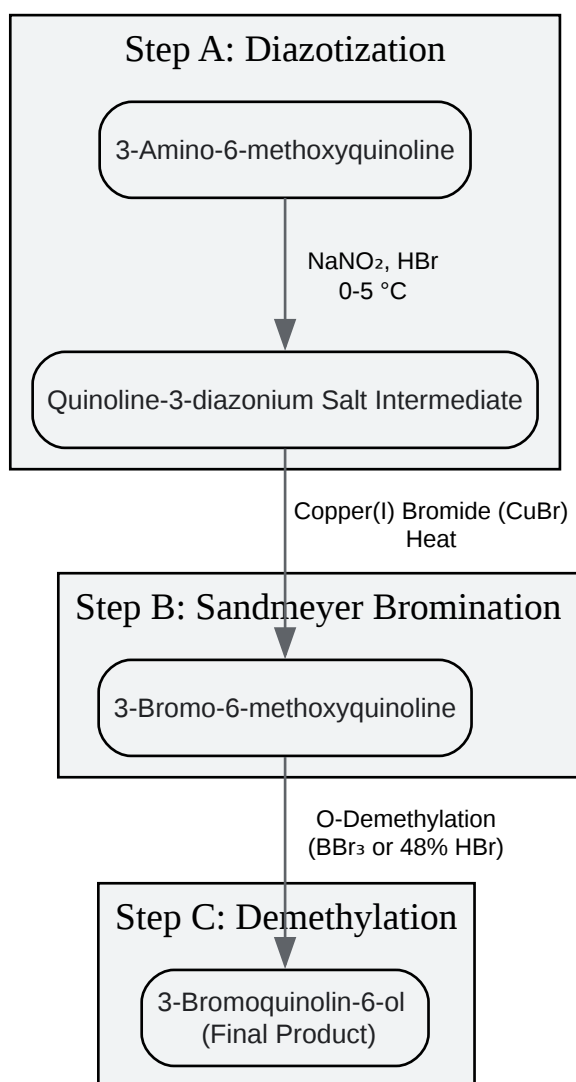 Step A: Diazotization
3-Amino-6-methoxyquinoline
NaNO₂, HBr
0-5 °C
Quinoline-3-diazonium Salt Intermediate
Copper(I) Bromide (CuBr)
Heat
Step B: Sandmeyer Bromination
3-Bromo-6-methoxyquinoline
O-Demethylation
(BBr₃ or 48% HBr)
Step C: Demethylation
3-Bromoquinolin-6-ol
(Final Product)